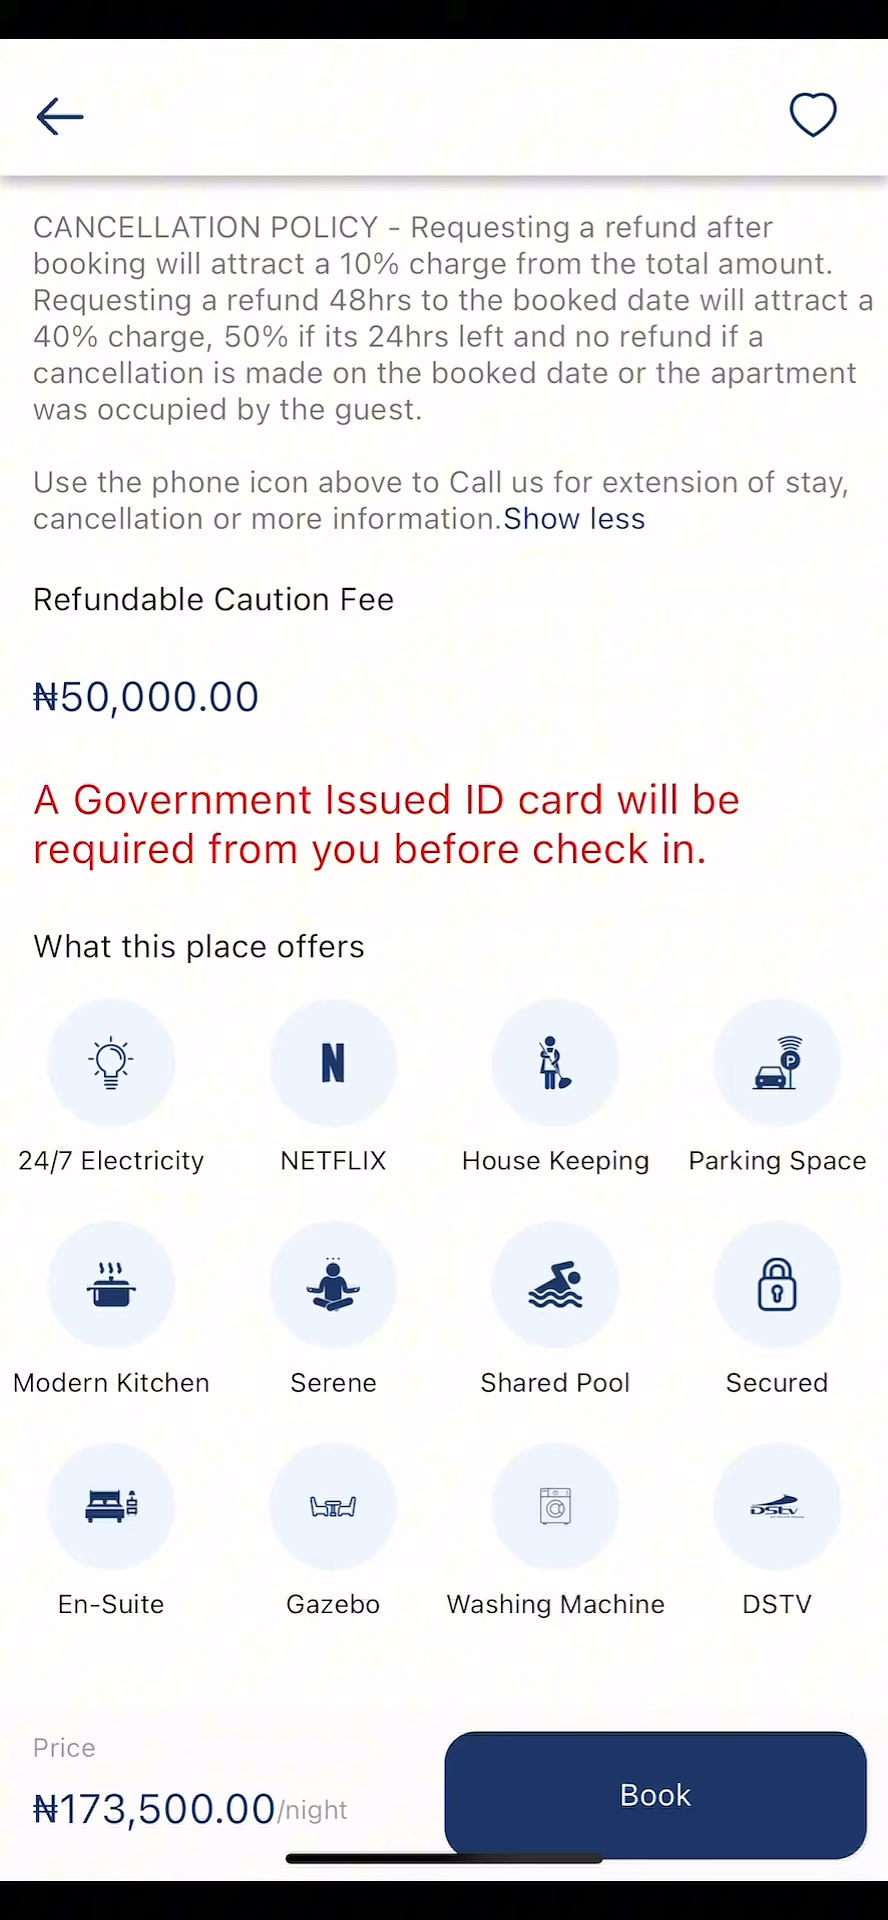 CANCELLATION POLICY - Requesting a refund after
booking will attract a 10% charge from the total amount.
Requesting a refund 48hrs to the booked date will attract a
40% charge, 50% if its 24hrs left and no refund if a
cancellation is made on the booked date or the apartment
was occupied by the guest.
Use the phone icon above to Call us for extension of stay,
cancellation or more information.Show less
Refundable Caution Fee
₦50,000.00
A Government Issued ID card will be
required from you before check in.
What this place offers
N
P
24/7 Electricity
NETFLIX
House Keeping
Parking Space
Modern Kitchen
Serene
Shared Pool
Secured
DStv
En-Suite
Gazebo
Washing Machine
DSTV
Price
₦173,500.00/night
Book